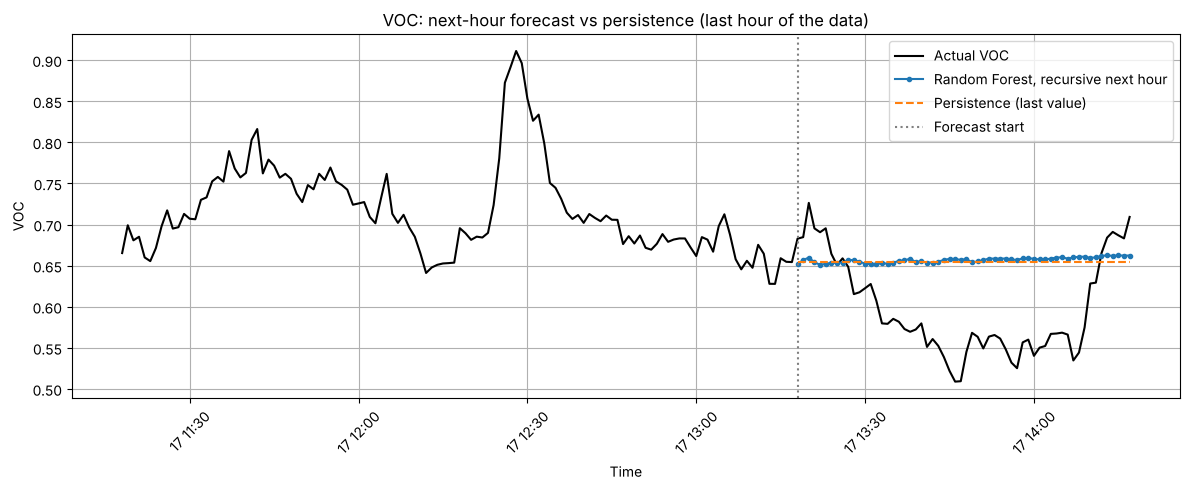 VOC: next-hour forecast vs persistence (last hour of the data)
Actual VOC
Random Forest, recursive next hour
Persistence (last value)
Forecast start
VOC
0.90
0.85
0.80
0.75
0.70
0.65
0.60
0.55
0.50
17 11:30
17 12:00
17 12:30
17 13:00
17 13:30
17 14:00
Time